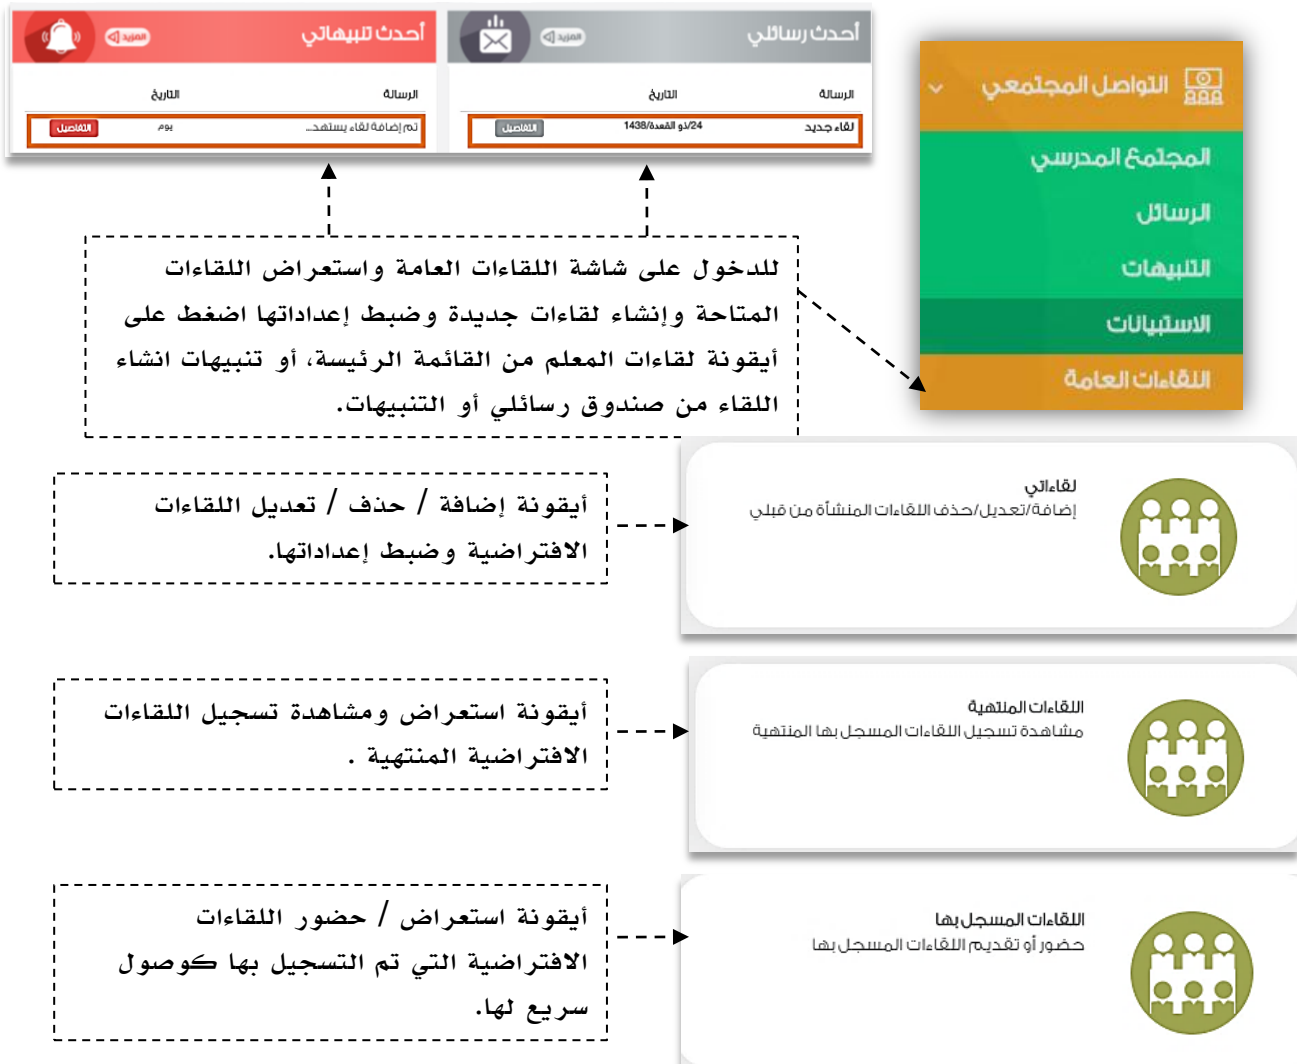 أحدث رسائلي
المزيد
الرسالة
التاريخ
لقاء جديد
24/ذو القعدة/1438
التفاصيل
أحدث تنبيهاتي
المزيد
الرسالة
التاريخ
تم إضافة لقاء يستهد...
يوم
التفاصيل
التواصل المجتمعي
المجتمع المدرسي
الرسائل
التنبيهات
الاستبيانات
اللقاءات العامة
للدخول على شاشة اللقاءات العامة واستعراض اللقاءات
المتاحة وإنشاء لقاءات جديدة وضبط إعداداتها اضغط على
أيقونة لقاءات المعلم من القائمة الرئيسة، أو تنبيهات انشاء
اللقاء من صندوق رسائلي أو التنبيهات.
لقاءاتي
إضافة/تعديل/حذف اللقاءات المنشأة من قبلي
أيقونة إضافة / حذف / تعديل اللقاءات
الافتراضية وضبط إعداداتها.
اللقاءات المنتهية
مشاهدة تسجيل اللقاءات المسجل بها المنتهية
أيقونة استعراض ومشاهدة تسجيل اللقاءات
الافتراضية المنتهية .
اللقاءات المسجل بها
حضور أو تقديم اللقاءات المسجل بها
أيقونة استعراض / حضور اللقاءات
الافتراضية التي تم التسجيل بها كوصول
سريع لها.